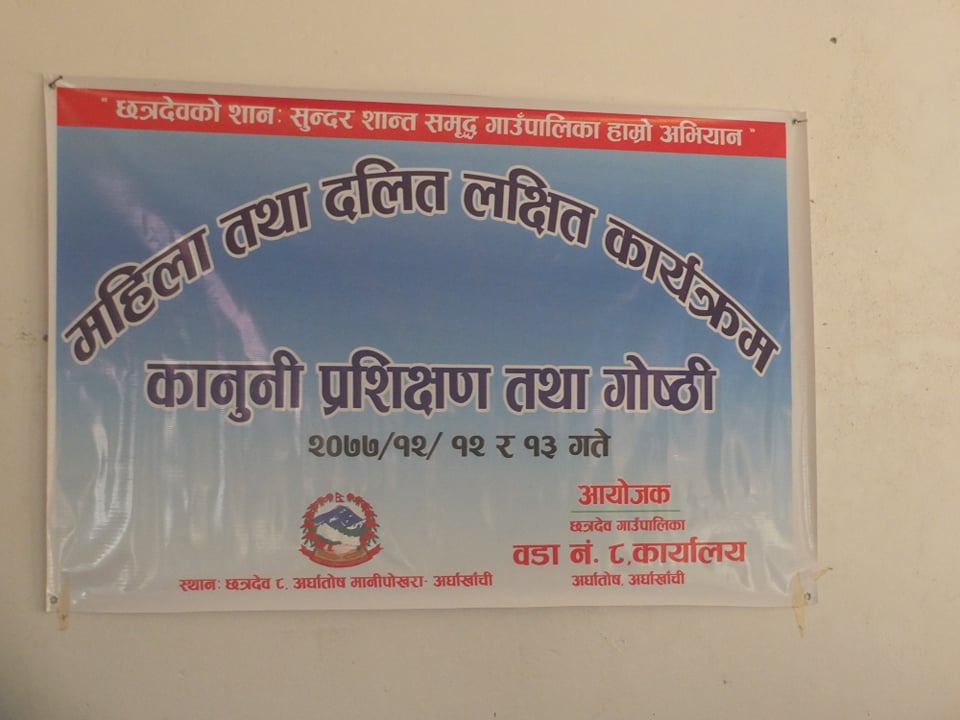 " छत्रदेवको शानः सुन्दर शान्त समृद्ध गाउँपालिका हाम्रो अभियान "
महिला तथा दलित लक्षित कार्यक्रम
कानुनी प्रशिक्षण तथा गोष्ठी
२०७७/१२/ १२ र १३ गते
आयोजक
छत्रदेव गाउँपालिका
वडा नं. ८,कार्यालय
अर्घातोष, अर्घाखाँची
स्थानः छत्रदेव ८, अर्घातोष मानीपोखरा- अर्घाखाँची